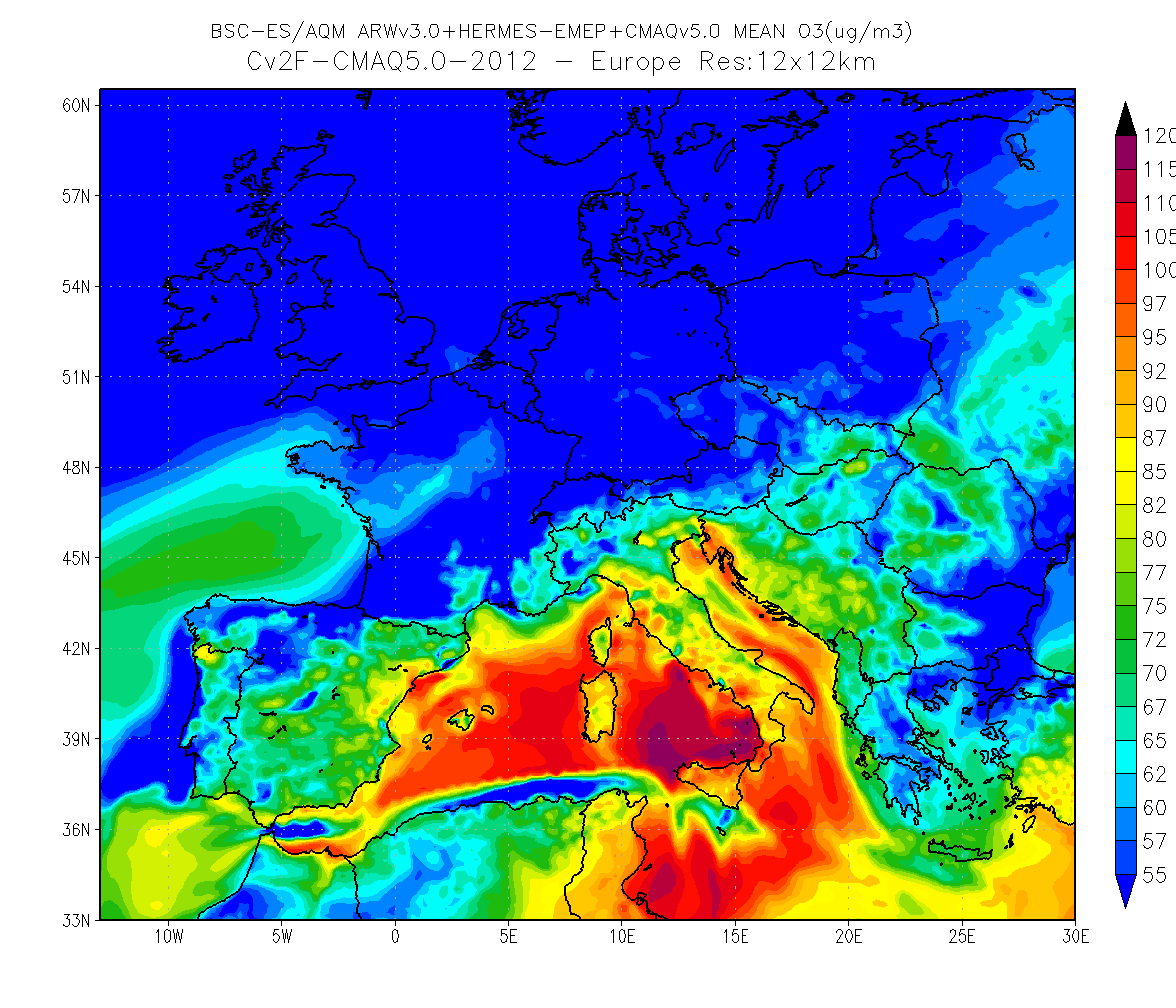 BSC-ES/AQM ARWv3.0+HERMES-EMEP+CMAQv5.0 MEAN O3(ug/m3)
Cv2F-CMAQ5.0-2012 - Europe Res:12x12km
60N
57N
54N
51N
48N
45N
42N
39N
36N
33N
10W 5W 0 5E 10E 15E 20E 25E 30E
120
115
110
105
100
97
95
92
90
87
85
82
80
77
75
72
70
67
65
62
60
57
55